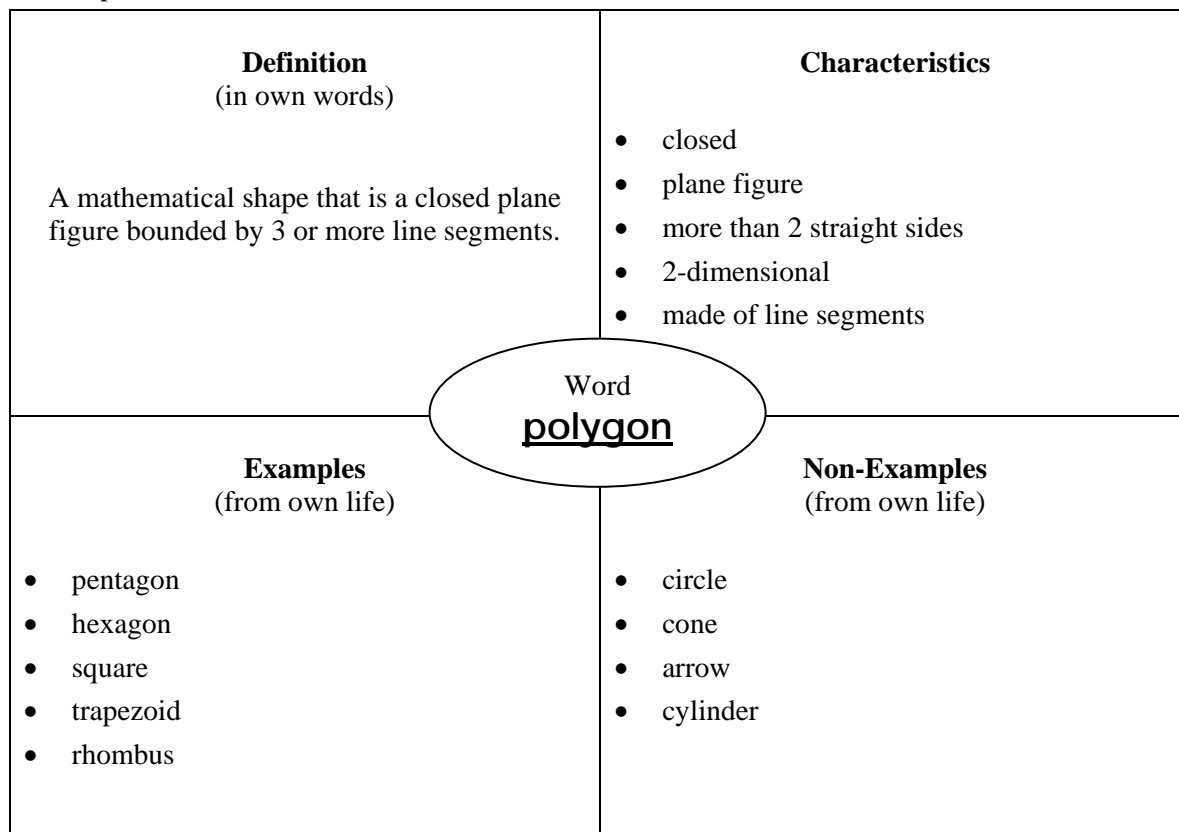 Definition
(in own words)
A mathematical shape that is a closed plane
figure bounded by 3 or more line segments.
Characteristics
• closed
• plane figure
• more than 2 straight sides
• 2-dimensional
• made of line segments
Word
polygon
Examples
(from own life)
• pentagon
• hexagon
• square
• trapezoid
• rhombus
Non-Examples
(from own life)
• circle
• cone
• arrow
• cylinder